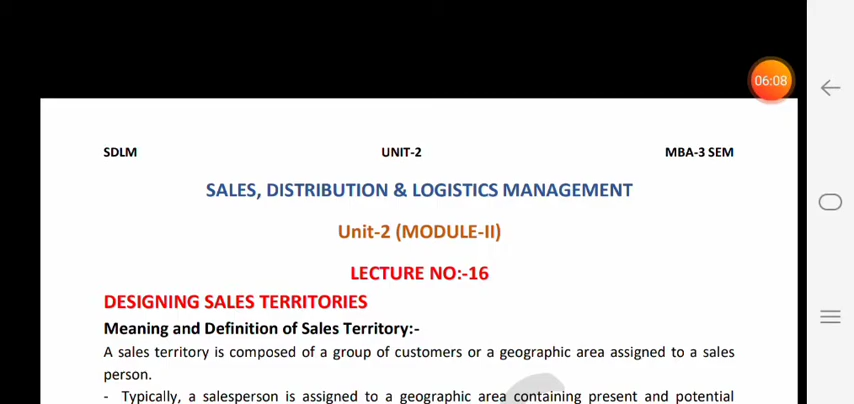 06:08
SDLM UNIT-2 MBA-3 SEM
SALES, DISTRIBUTION & LOGISTICS MANAGEMENT
Unit-2 (MODULE-II)
LECTURE NO:-16
DESIGNING SALES TERRITORIES
Meaning and Definition of Sales Territory:-
A sales territory is composed of a group of customers or a geographic area assigned to a sales
person.
- Typically, a salesperson is assigned to a geographic area containing present and potential